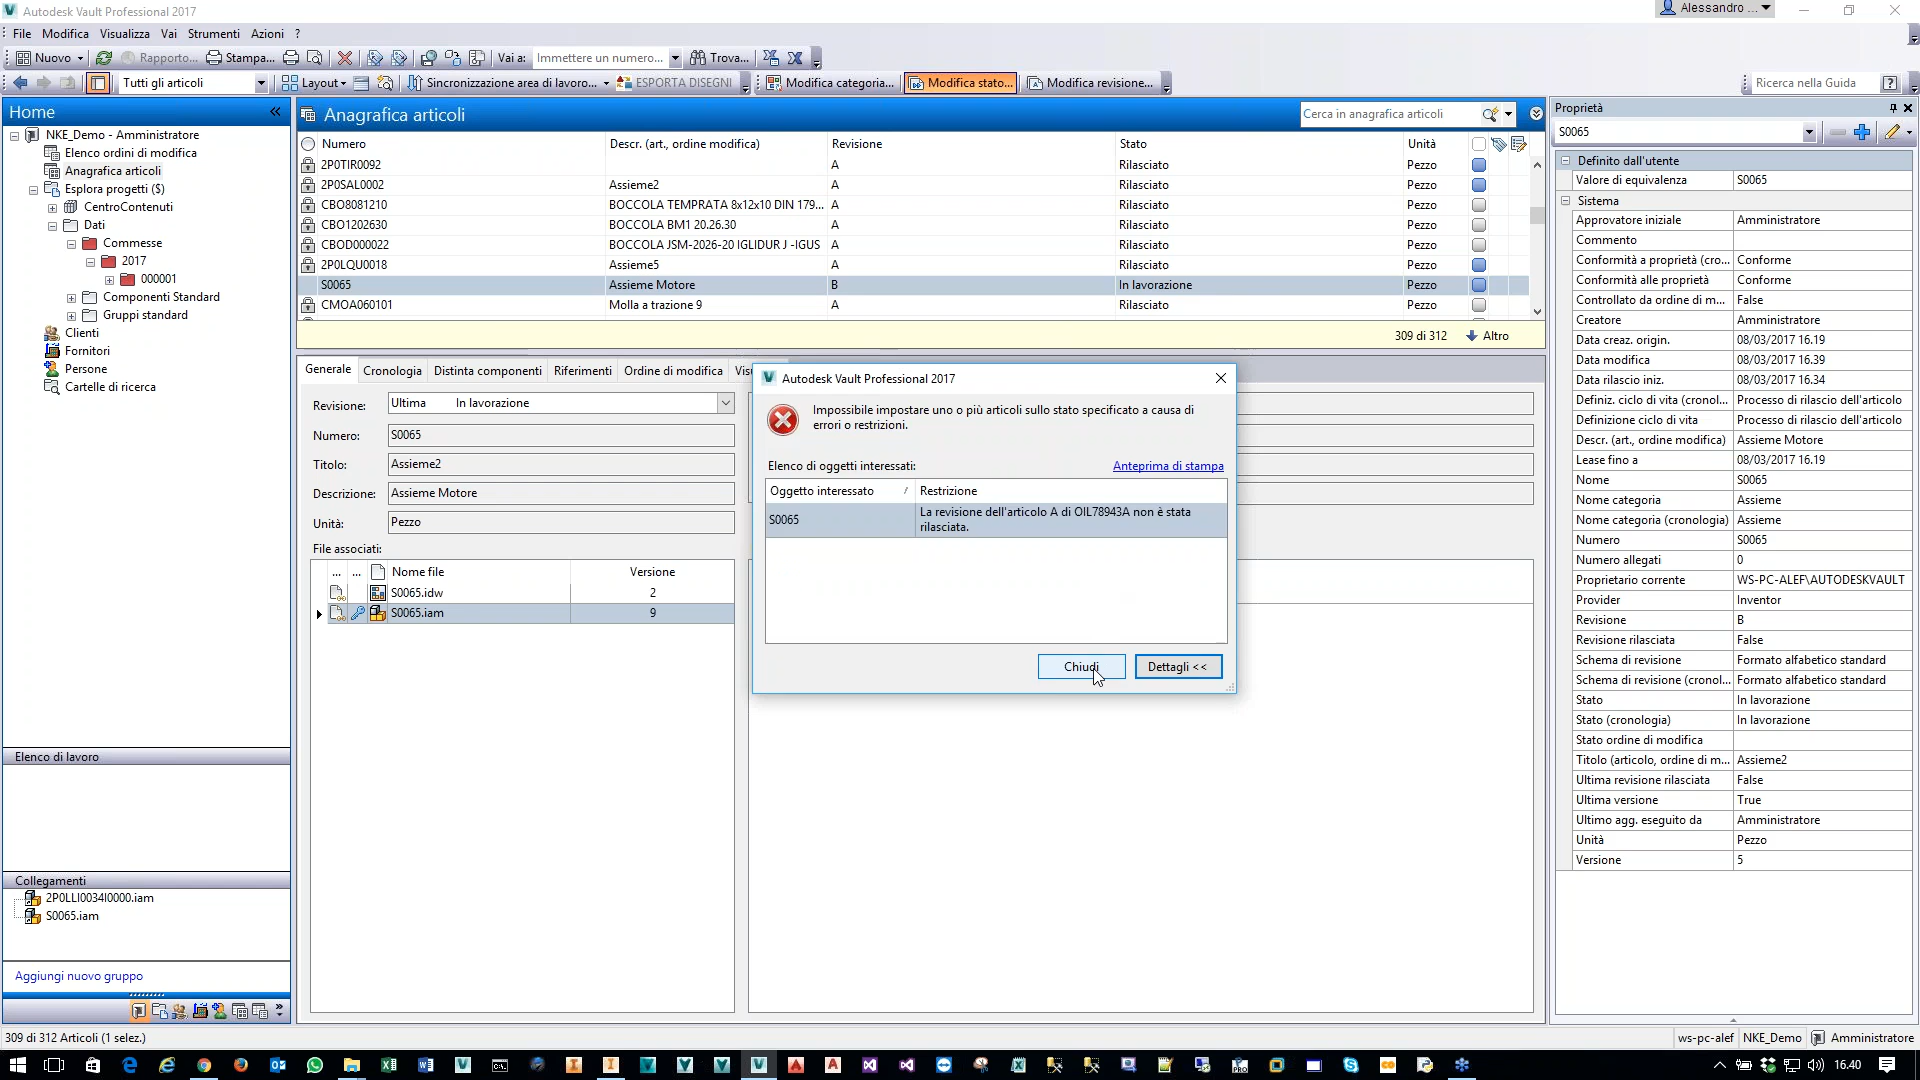 Autodesk Vault Professional 2017
Alessandro ...
File Modifica Visualizza Vai Strumenti Azioni ?
Nuovo Rapporto... Stampa... Vai a: Immettere un numero... Trova...
Tutti gli articoli Layout Sincronizzazione area di lavoro... ESPORTA DISEGNI Modifica categoria... Modifica stato... Modifica revisione... Ricerca nella Guida
Home
NKE_Demo - Amministratore
Elenco ordini di modifica
Anagrafica articoli
Esplora progetti ($)
CentroContenuti
Dati
Commesse
2017
000001
Componenti Standard
Gruppi standard
Clienti
Fornitori
Persone
Cartelle di ricerca
Elenco di lavoro
Collegamenti
2P0LLI0034I0000.iam
S0065.iam
Aggiungi nuovo gruppo
Anagrafica articoli
Cerca in anagrafica articoli
Numero Descr. (art., ordine modifica) Revisione Stato Unità
2P0TIR0092 A Rilasciato Pezzo
2P0SAL0002 Assieme2 A Rilasciato Pezzo
CBO8081210 BOCCOLA TEMPRATA 8x12x10 DIN 179... A Rilasciato Pezzo
CBO1202630 BOCCOLA BM1 20.26.30 A Rilasciato Pezzo
CBOD000022 BOCCOLA JSM-2026-20 IGLIDUR J -IGUS A Rilasciato Pezzo
2P0LQU0018 Assieme5 A Rilasciato Pezzo
S0065 Assieme Motore B In lavorazione Pezzo
CMOA060101 Molla a trazione 9 A Rilasciato Pezzo
309 di 312 Altro
Generale Cronologia Distinta componenti Riferimenti Ordine di modifica
Revisione: Ultima In lavorazione
Numero: S0065
Titolo: Assieme2
Descrizione: Assieme Motore
Unità: Pezzo
File associati:
... ... Nome file Versione
S0065.idw 2
S0065.iam 9
Autodesk Vault Professional 2017
Impossibile impostare uno o più articoli sullo stato specificato a causa di
errori o restrizioni.
Elenco di oggetti interessati: Anteprima di stampa
Oggetto interessato Restrizione
S0065 La revisione dell'articolo A di OIL78943A non è stata
rilasciata.
Chiudi Dettagli <<
Proprietà
S0065
Definito dall'utente
Valore di equivalenza S0065
Sistema
Approvatore iniziale Amministratore
Commento
Conformità a proprietà (cro... Conforme
Conformità alle proprietà Conforme
Controllato da ordine di m... False
Creatore Amministratore
Data creaz. origin. 08/03/2017 16.19
Data modifica 08/03/2017 16.39
Data rilascio iniz. 08/03/2017 16.34
Definiz. ciclo di vita (cronol... Processo di rilascio dell'articolo
Definizione ciclo di vita Processo di rilascio dell'articolo
Descr. (art., ordine modifica) Assieme Motore
Lease fino a 08/03/2017 16.19
Nome S0065
Nome categoria Assieme
Nome categoria (cronologia) Assieme
Numero S0065
Numero allegati 0
Proprietario corrente WS-PC-ALEF\AUTODESKVAULT
Provider Inventor
Revisione B
Revisione rilasciata False
Schema di revisione Formato alfabetico standard
Schema di revisione (cronol... Formato alfabetico standard
Stato In lavorazione
Stato (cronologia) In lavorazione
Stato ordine di modifica
Titolo (articolo, ordine di m... Assieme2
Ultima revisione rilasciata False
Ultima versione True
Ultimo agg. eseguito da Amministratore
Unità Pezzo
Versione 5
309 di 312 Articoli (1 selez.) ws-pc-alef NKE_Demo Amministratore
16.40